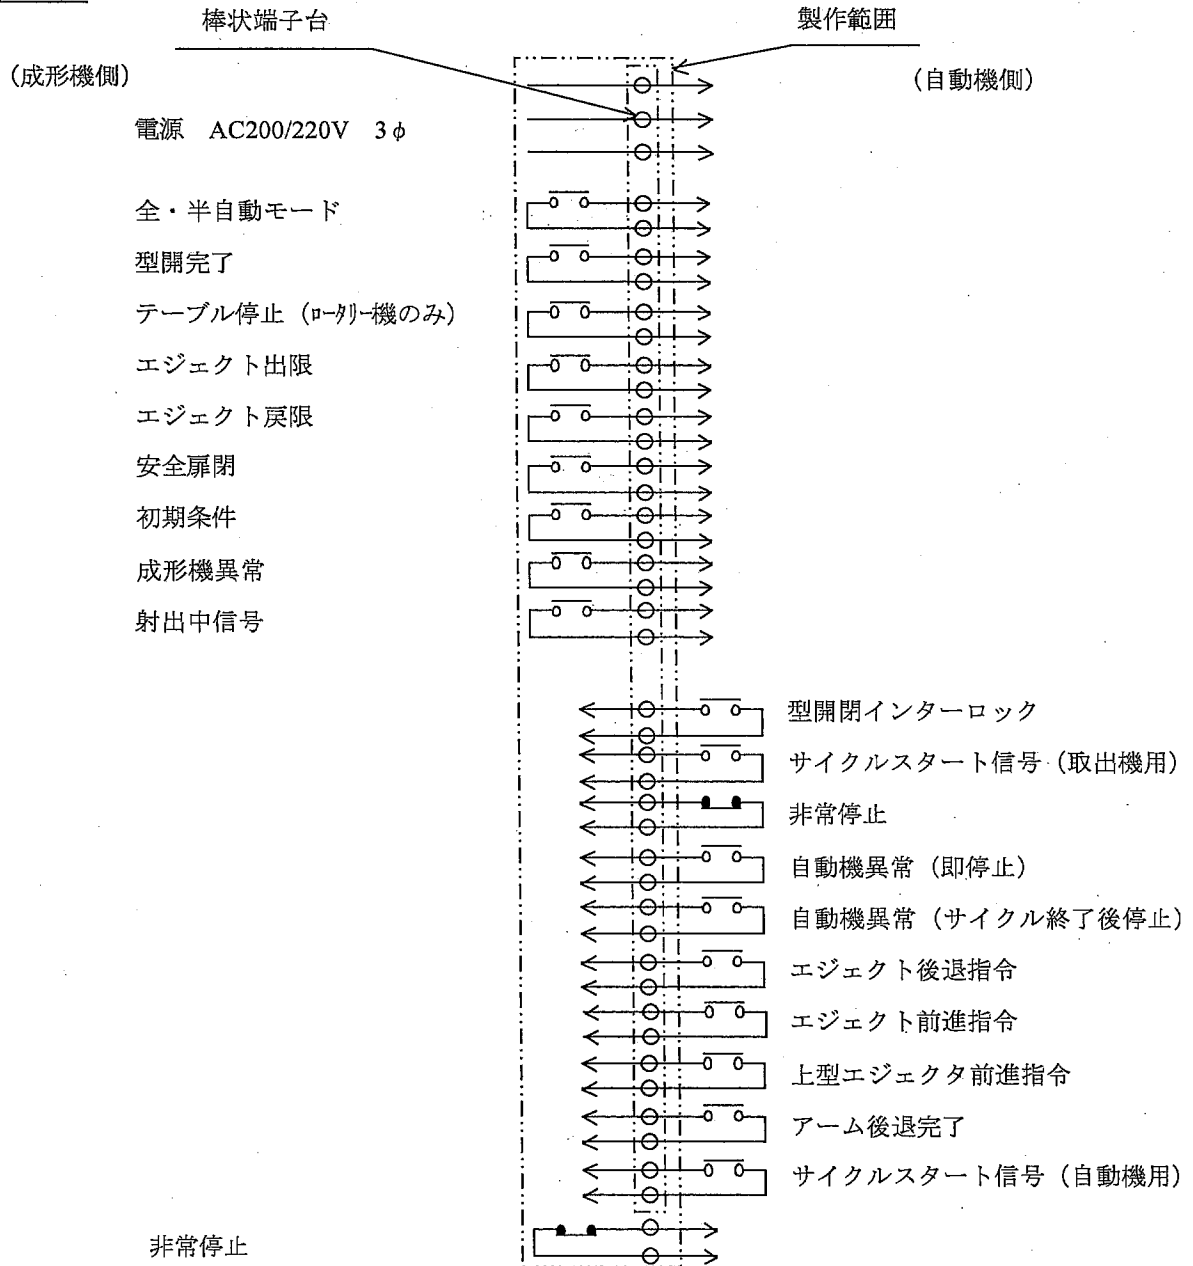 棒状端子台
製作範囲
(成形機側)
(自動機側)
電源 AC200/220V 3φ
全・半自動モード
型開完了
テーブル停止 (ロータリー機のみ)
エジェクト出限
エジェクト戻限
安全扉閉
初期条件
成形機異常
射出中信号
型開閉インターロック
サイクルスタート信号 (取出機用)
非常停止
自動機異常 (即停止)
自動機異常 (サイクル終了後停止)
エジェクト後退指令
エジェクト前進指令
上型エジェクタ前進指令
アーム後退完了
サイクルスタート信号 (自動機用)
非常停止